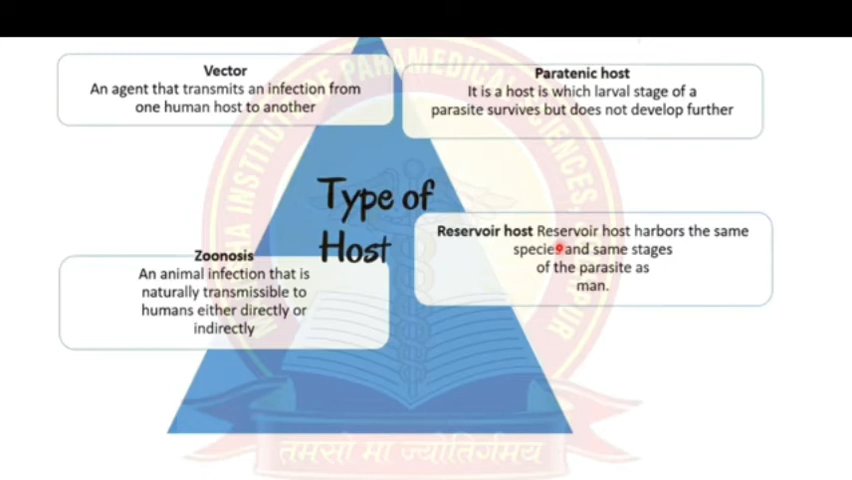 Vector
An agent that transmits an infection from
one human host to another
Paratenic host
It is a host is which larval stage of a
parasite survives but does not develop further
Type of
Host
Reservoir host Reservoir host harbors the same
species and same stages
of the parasite as
man.
Zoonosis
An animal infection that is
naturally transmissible to
humans either directly or
indirectly
तमसो मा ज्योतिर्गमय